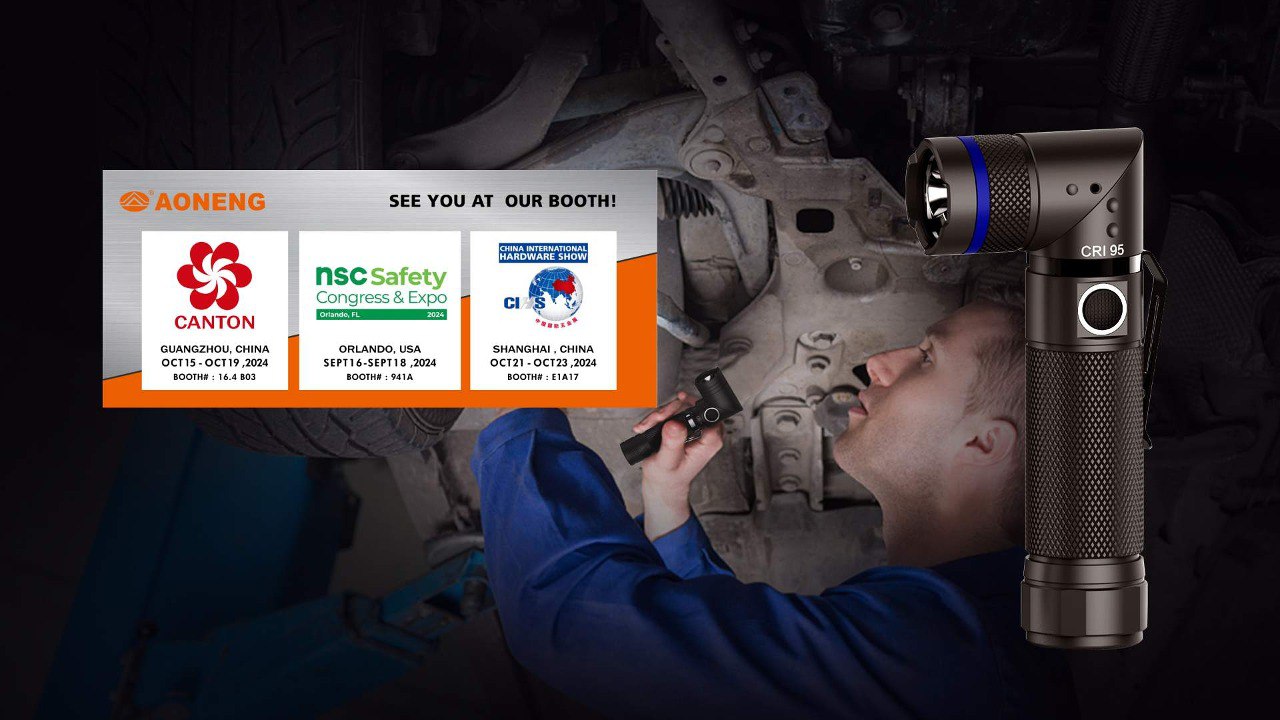 AONENG
SEE YOU AT OUR BOOTH!
CANTON
GUANGZHOU, CHINA
OCT15 - OCT19 ,2024
BOOTH# : 16.4 B03
nsc Safety
Congress & Expo
Orlando, FL
2024
ORLANDO, USA
SEPT16-SEPT18 ,2024
BOOTH# : 941A
CHINA INTERNATIONAL
HARDWARE SHOW
CIHS
SHANGHAI , CHINA
OCT21 - OCT23 ,2024
BOOTH# : E1A17
CRI 95